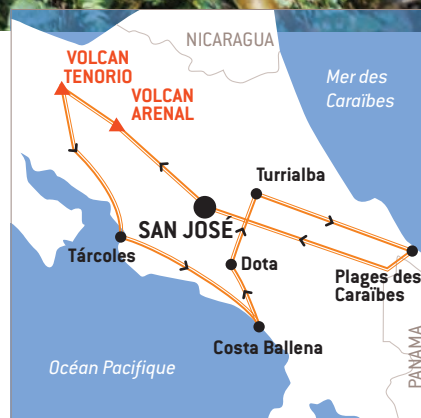 NICARAGUA
VOLCAN
TENORIO
Mer des
Caraïbes
VOLCAN
ARENAL
Turrialba
SAN JOSÉ
Tárcoles
Dota
Plages des
Caraïbes
Costa Ballena
Océan Pacifique
PANAMA